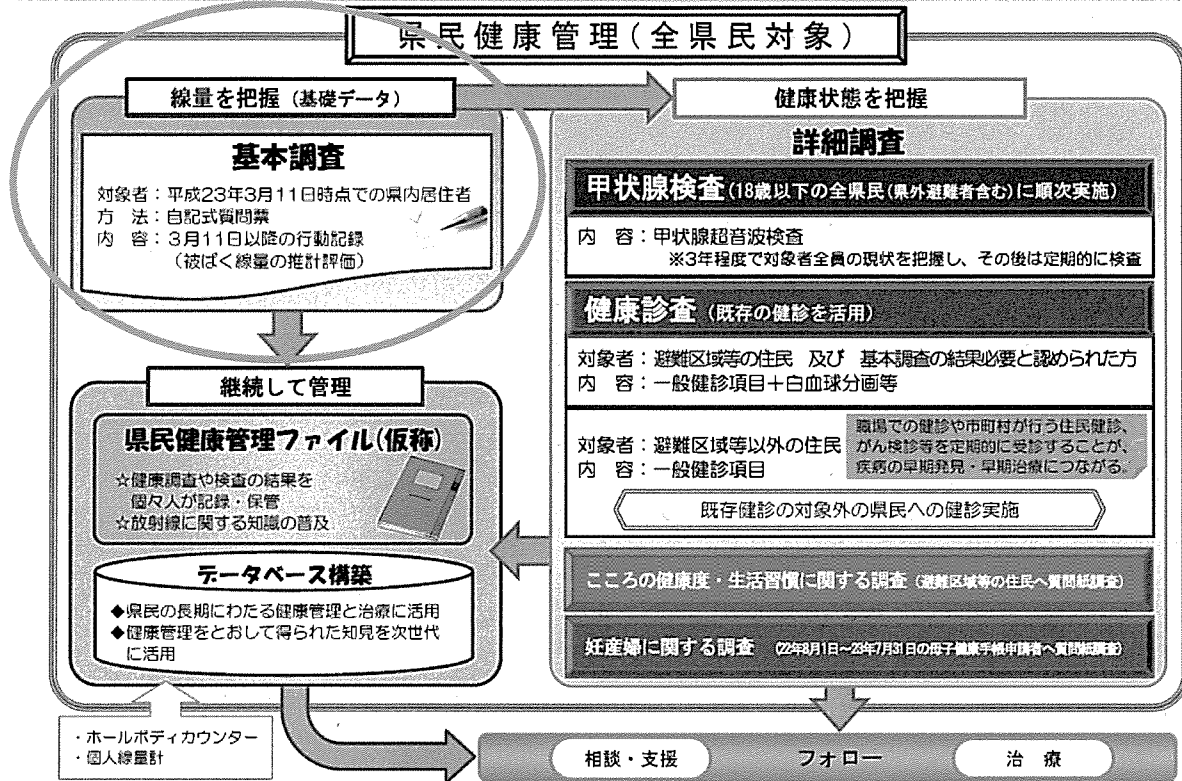 県民健康管理(全県民対象)
線量を把握(基礎データ)
基本調査
対象者:平成23年3月11日時点での県内居住者
方 法:自記式質問票
内 容:3月11日以降の行動記録
(被ばく線量の推計評価)
継続して管理
県民健康管理ファイル(仮称)
☆健康調査や検査の結果を
個々人が記録・保管
☆放射線に関する知識の普及
データベース構築
◆県民の長期にわたる健康管理と治療に活用
◆健康管理をとおして得られた知見を次世代
に活用
・ホールボディカウンター
・個人線量計
健康状態を把握
詳細調査
甲状腺検査(18歳以下の全県民(県外避難者含む)に順次実施)
内 容:甲状腺超音波検査
※3年程度で対象者全員の現状を把握し、その後は定期的に検査
健康診査(既存の健診を活用)
対象者:避難区域等の住民 及び 基本調査の結果必要と認められた方
内 容:一般健診項目+白血球分画等
対象者:避難区域等以外の住民
内 容:一般健診項目
職場での健診や市町村が行う住民健診、
がん検診等を定期的に受診することが、
疾病の早期発見・早期治療につながる。
既存健診の対象外の県民への健診実施
こころの健康度・生活習慣に関する調査(避難区域等の住民へ質問紙調査)
妊産婦に関する調査 (22年8月1日~23年7月31日の母子健康手帳申請者へ質問紙調査)
相談・支援 フォロー 治 療